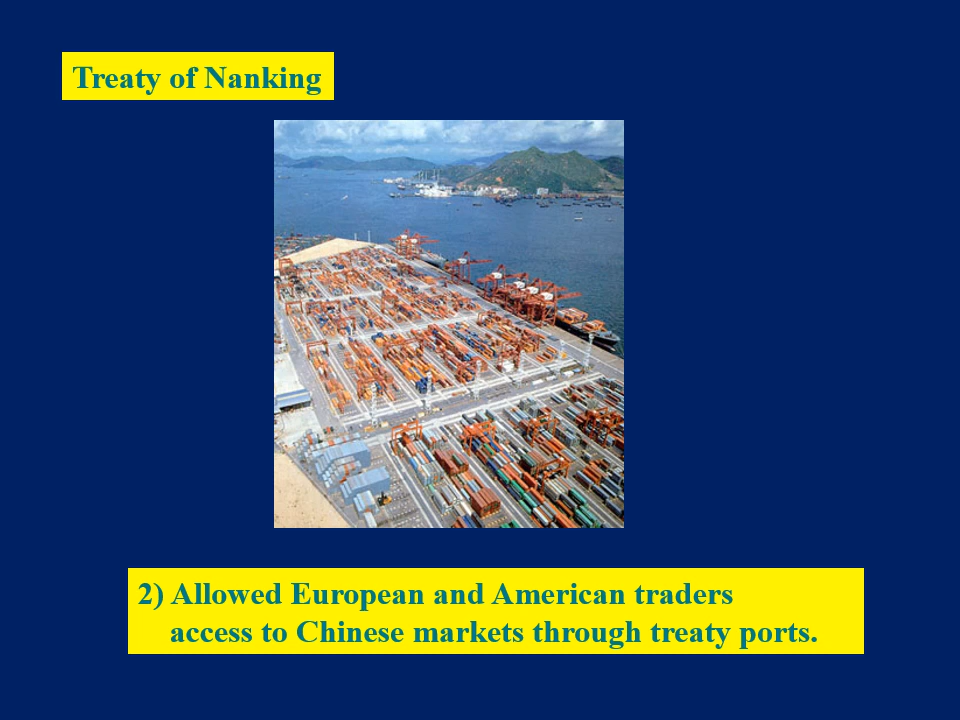 Treaty of Nanking
2) Allowed European and American traders
access to Chinese markets through treaty ports.